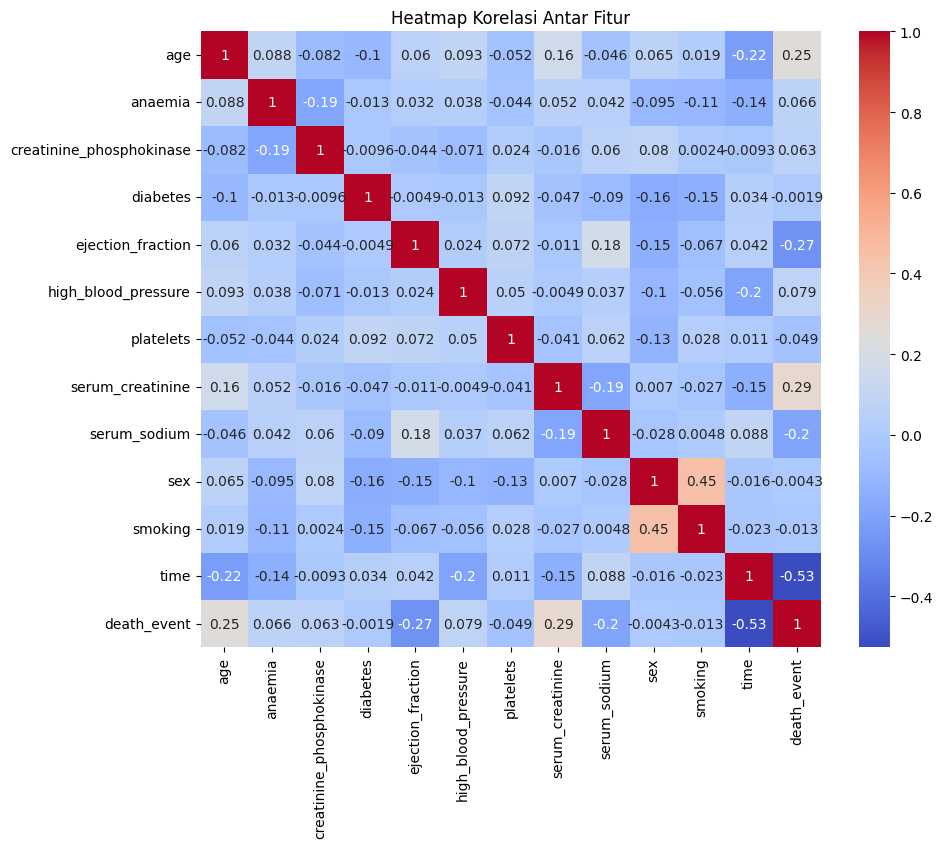 Heatmap Korelasi Antar Fitur
age 1 0.088 -0.082 -0.1 0.06 0.093 -0.052 0.16 -0.046 0.065 0.019 -0.22 0.25
anaemia 0.088 1 -0.19 -0.013 0.032 0.038 -0.044 0.052 0.042 -0.095 -0.11 -0.14 0.066
creatinine_phosphokinase -0.082 -0.19 1 -0.0096 -0.044 -0.071 0.024 -0.016 0.06 0.08 0.0024 -0.0093 0.063
diabetes -0.1 -0.013 -0.0096 1 -0.0049 -0.013 0.092 -0.047 -0.09 -0.16 -0.15 0.034 -0.0019
ejection_fraction 0.06 0.032 -0.044 -0.0049 1 0.024 0.072 -0.011 0.18 -0.15 -0.067 0.042 -0.27
high_blood_pressure 0.093 0.038 -0.071 -0.013 0.024 1 0.05 -0.0049 0.037 -0.1 -0.056 -0.2 0.079
platelets -0.052 -0.044 0.024 0.092 0.072 0.05 1 -0.041 0.062 -0.13 0.028 0.011 -0.049
serum_creatinine 0.16 0.052 -0.016 -0.047 -0.011 -0.0049 -0.041 1 -0.19 0.007 -0.027 -0.15 0.29
serum_sodium -0.046 0.042 0.06 -0.09 0.18 0.037 0.062 -0.19 1 -0.028 0.0048 0.088 -0.2
sex 0.065 -0.095 0.08 -0.16 -0.15 -0.1 -0.13 0.007 -0.028 1 0.45 -0.016 -0.0043
smoking 0.019 -0.11 0.0024 -0.15 -0.067 -0.056 0.028 -0.027 0.0048 0.45 1 -0.023 -0.013
time -0.22 -0.14 -0.0093 0.034 0.042 -0.2 0.011 -0.15 0.088 -0.016 -0.023 1 -0.53
death_event 0.25 0.066 0.063 -0.0019 -0.27 0.079 -0.049 0.29 -0.2 -0.0043 -0.013 -0.53 1
age
anaemia
creatinine_phosphokinase
diabetes
ejection_fraction
high_blood_pressure
platelets
serum_creatinine
serum_sodium
sex
smoking
time
death_event
1.0
0.8
0.6
0.4
0.2
0.0
−0.2
−0.4